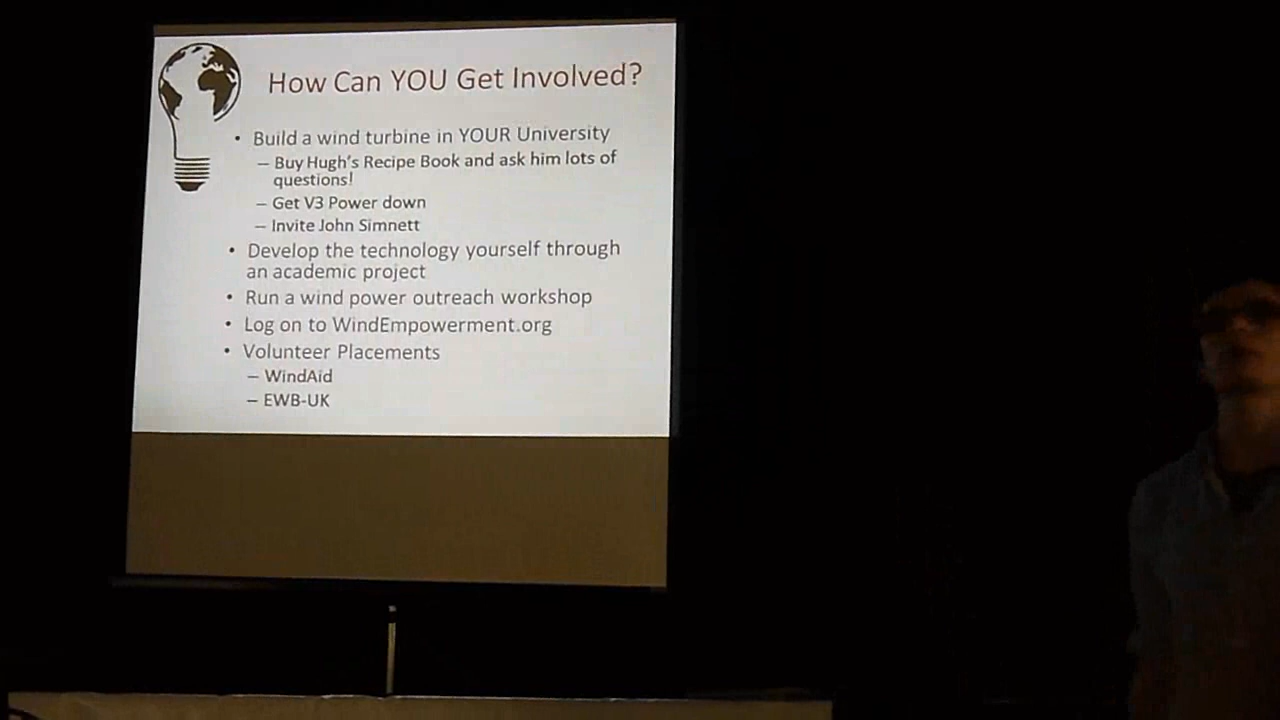 How Can YOU Get Involved?
• Build a wind turbine in YOUR University
– Buy Hugh's Recipe Book and ask him lots of
questions!
– Get V3 Power down
– Invite John Simnett
• Develop the technology yourself through
an academic project
• Run a wind power outreach workshop
• Log on to WindEmpowerment.org
• Volunteer Placements
– WindAid
– EWB-UK